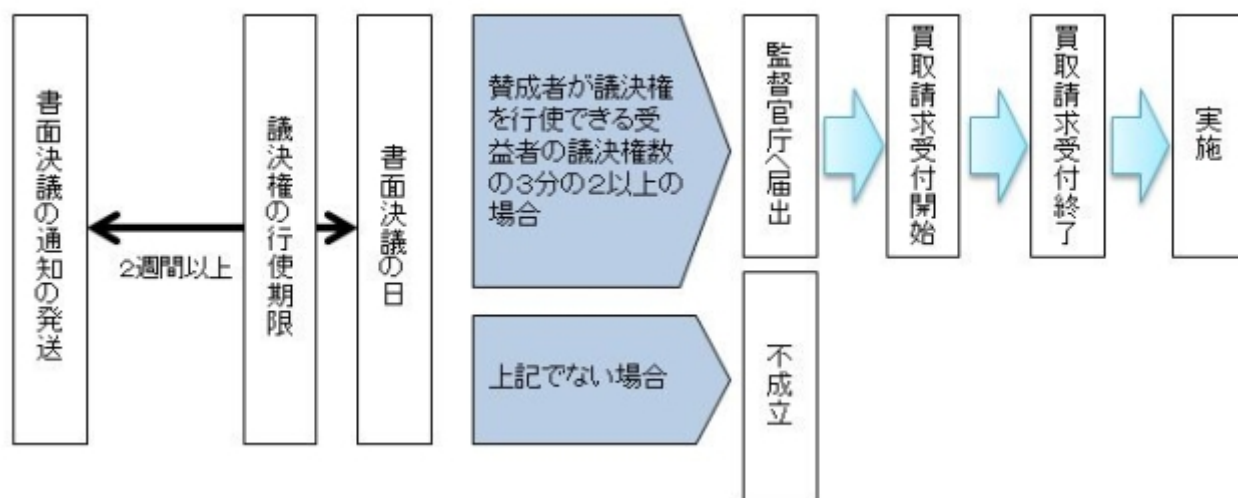 書面決議の通知の発送
2週間以上
議決権の行使期限
書面決議の日
賛成者が議決権
を行使できる受
益者の議決権数
の3分の2以上の
場合
監督官庁へ届出
買取請求受付開始
買取請求受付終了
実施
上記でない場合
不成立